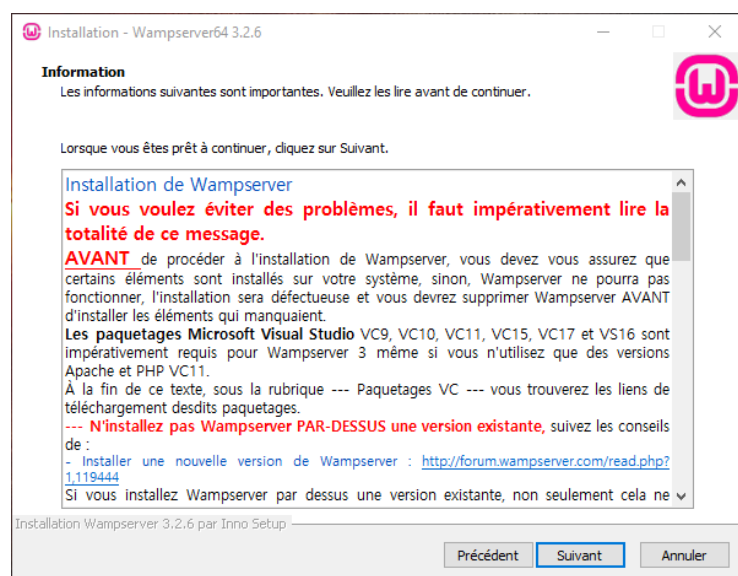 Installation - Wampserver64 3.2.6
Information
Les informations suivantes sont importantes. Veuillez les lire avant de continuer.
Lorsque vous êtes prêt à continuer, cliquez sur Suivant.
Installation de Wampserver
Si vous voulez éviter des problèmes, il faut impérativement lire la
totalité de ce message.
AVANT de procéder à l'installation de Wampserver, vous devez vous assurez que
certains éléments sont installés sur votre système, sinon, Wampserver ne pourra pas
fonctionner, l'installation sera défectueuse et vous devrez supprimer Wampserver AVANT
d'installer les éléments qui manquaient.
Les paquetages Microsoft Visual Studio VC9, VC10, VC11, VC15, VC17 et VS16 sont
impérativement requis pour Wampserver 3 même si vous n'utilisez que des versions
Apache et PHP VC11.
À la fin de ce texte, sous la rubrique --- Paquetages VC --- vous trouverez les liens de
téléchargement desdits paquetages.
--- N'installez pas Wampserver PAR-DESSUS une version existante, suivez les conseils
de :
- Installer une nouvelle version de Wampserver : http://forum.wampserver.com/read.php?
1,119444
Si vous installez Wampserver par dessus une version existante, non seulement cela ne
Installation Wampserver 3.2.6 par Inno Setup
Précédent Suivant Annuler